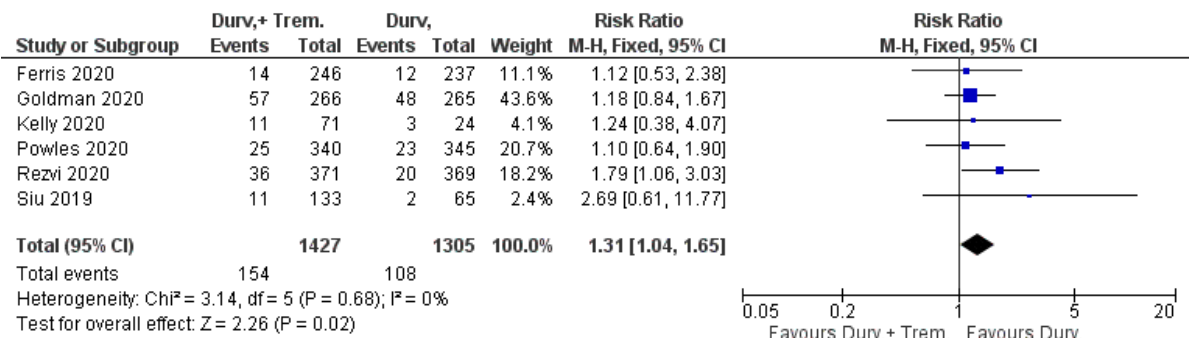 Durv,+ Trem. Durv, Risk Ratio Risk Ratio
Study or Subgroup Events Total Events Total Weight M-H, Fixed, 95% CI M-H, Fixed, 95% CI
Ferris 2020 14 246 12 237 11.1% 1.12 [0.53, 2.38]
Goldman 2020 57 266 48 265 43.6% 1.18 [0.84, 1.67]
Kelly 2020 11 71 3 24 4.1% 1.24 [0.38, 4.07]
Powles 2020 25 340 23 345 20.7% 1.10 [0.64, 1.90]
Rezvi 2020 36 371 20 369 18.2% 1.79 [1.06, 3.03]
Siu 2019 11 133 2 65 2.4% 2.69 [0.61, 11.77]
Total (95% CI) 1427 1305 100.0% 1.31 [1.04, 1.65]
Total events 154 108
Heterogeneity: Chi² = 3.14, df = 5 (P = 0.68); I² = 0%
Test for overall effect: Z = 2.26 (P = 0.02)
0.05 0.2 1 5 20
Favours Durv + Trem Favours Durv